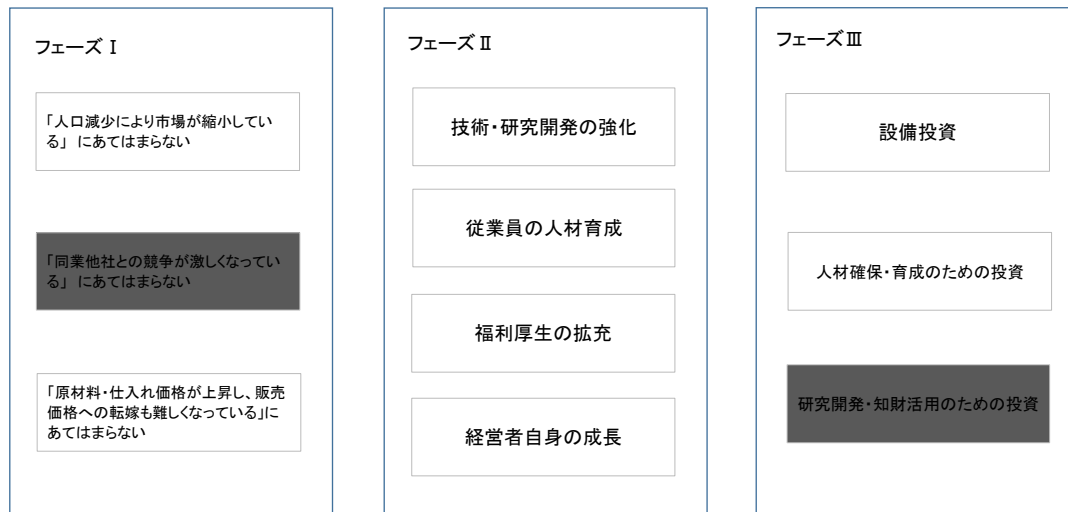 フェーズⅠ
「人口減少により市場が縮小してい
る」 にあてはまらない
「同業他社との競争が激しくなってい
る」 にあてはまらない
「原材料・仕入れ価格が上昇し、販売
価格への転嫁も難しくなっている」に
あてはまらない
フェーズⅡ
技術・研究開発の強化
従業員の人材育成
福利厚生の拡充
経営者自身の成長
フェーズⅢ
設備投資
人材確保・育成のための投資
研究開発・知財活用のための投資